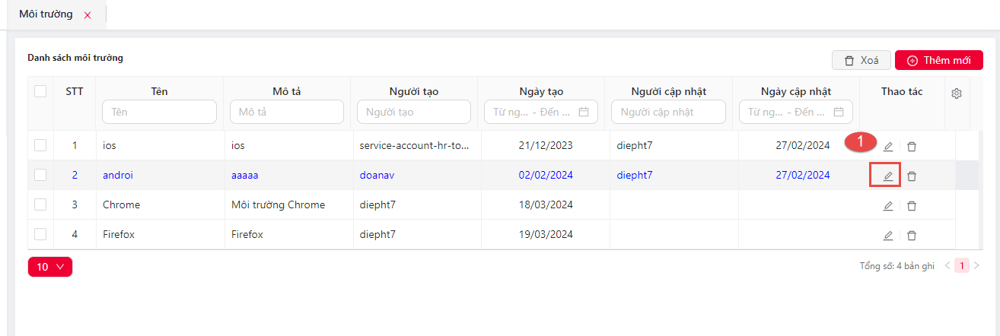 Môi trường
Danh sách môi trường
Xoá
Thêm mới
STT Tên Mô tả Người tạo Ngày tạo Người cập nhật Ngày cập nhật Thao tác
Tên Mô tả Người tạo Từ ng... - Đến ... Người cập nhật Từ ng... - Đến ...
1 ios ios service-account-hr-to... 21/12/2023 diepht7 27/02/2024 1
2 androi aaaaa doanav 02/02/2024 diepht7 27/02/2024
3 Chrome Môi trường Chrome diepht7 18/03/2024
4 Firefox Firefox diepht7 19/03/2024
10 Tổng số: 4 bản ghi < 1 >